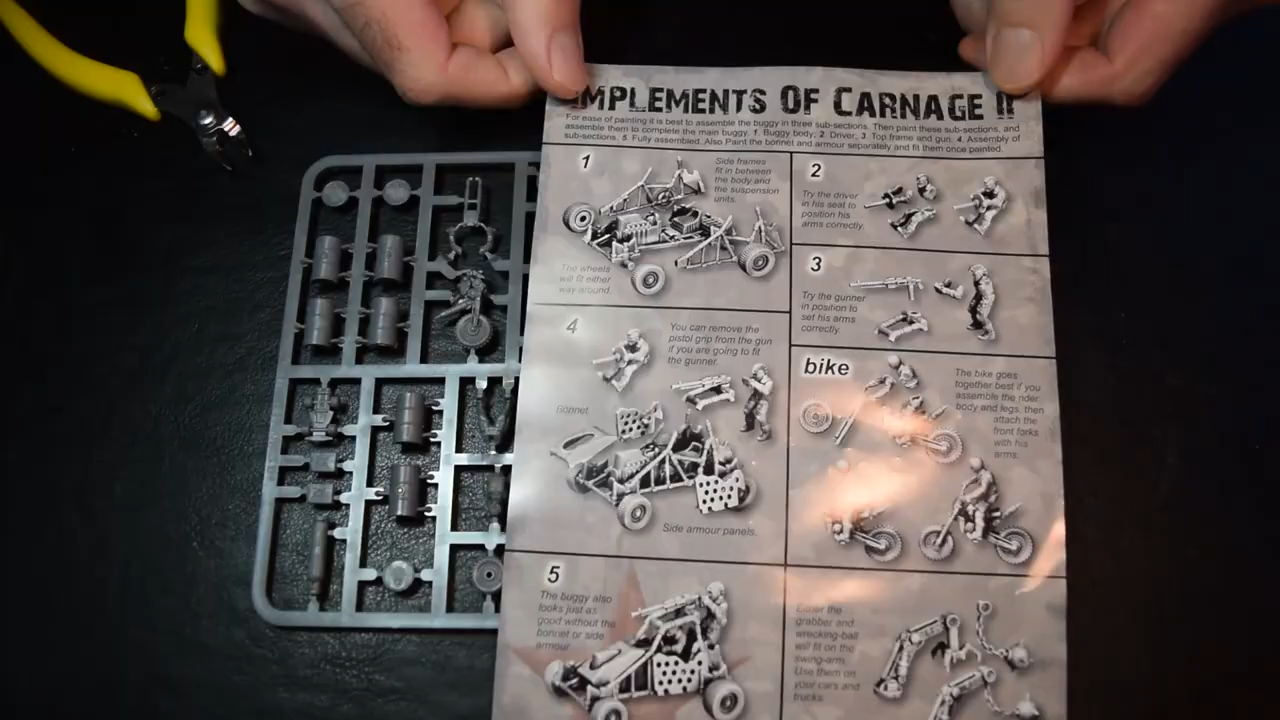 IMPLEMENTS OF CARNAGE II
For ease of painting it is best to assemble the buggy in three sub-sections. Then paint these sub-sections, and
assemble them to complete the main buggy. 1. Buggy body; 2. Driver; 3. Top frame and gun. 4. Assembly of
sub-sections. 5. Fully assembled. Also Paint the bonnet and armour separately and fit them once painted.
1
Side frames
fit in between
the body and
the suspension
units.
The wheels
will fit either
way around.
2
Try the driver
in his seat to
position his
arms correctly.
3
Try the gunner
in position to
set his arms
correctly.
4
You can remove the
pistol grip from the gun
if you are going to fit
the gunner.
Bonnet
Side armour panels.
bike
The bike goes
together best if you
assemble the rider
body and legs, then
attach the
front forks
with his
arms.
5
The buggy also
looks just as
good without the
bonnet or side
armour
Either the
grabber and
wrecking-ball
will fit on the
swing-arm.
Use them on
your cars and
trucks.